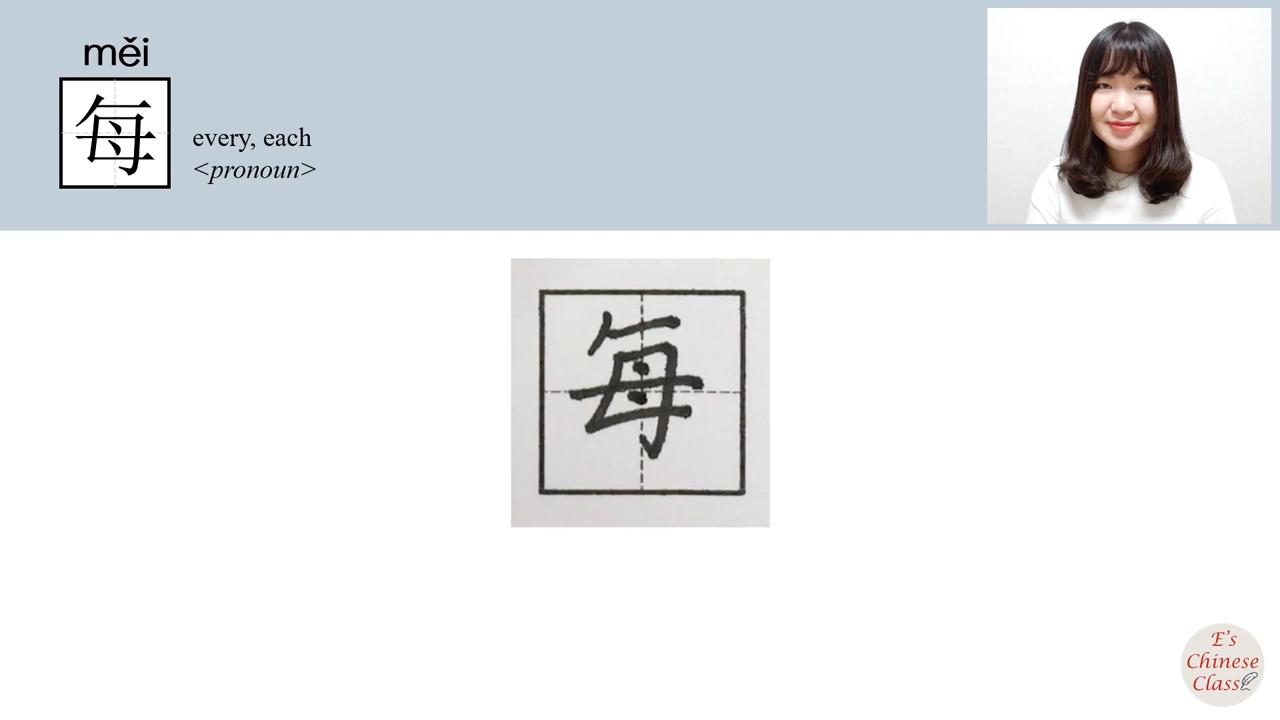 měi
每
every, each
<pronoun>
每
E's
Chinese
Class